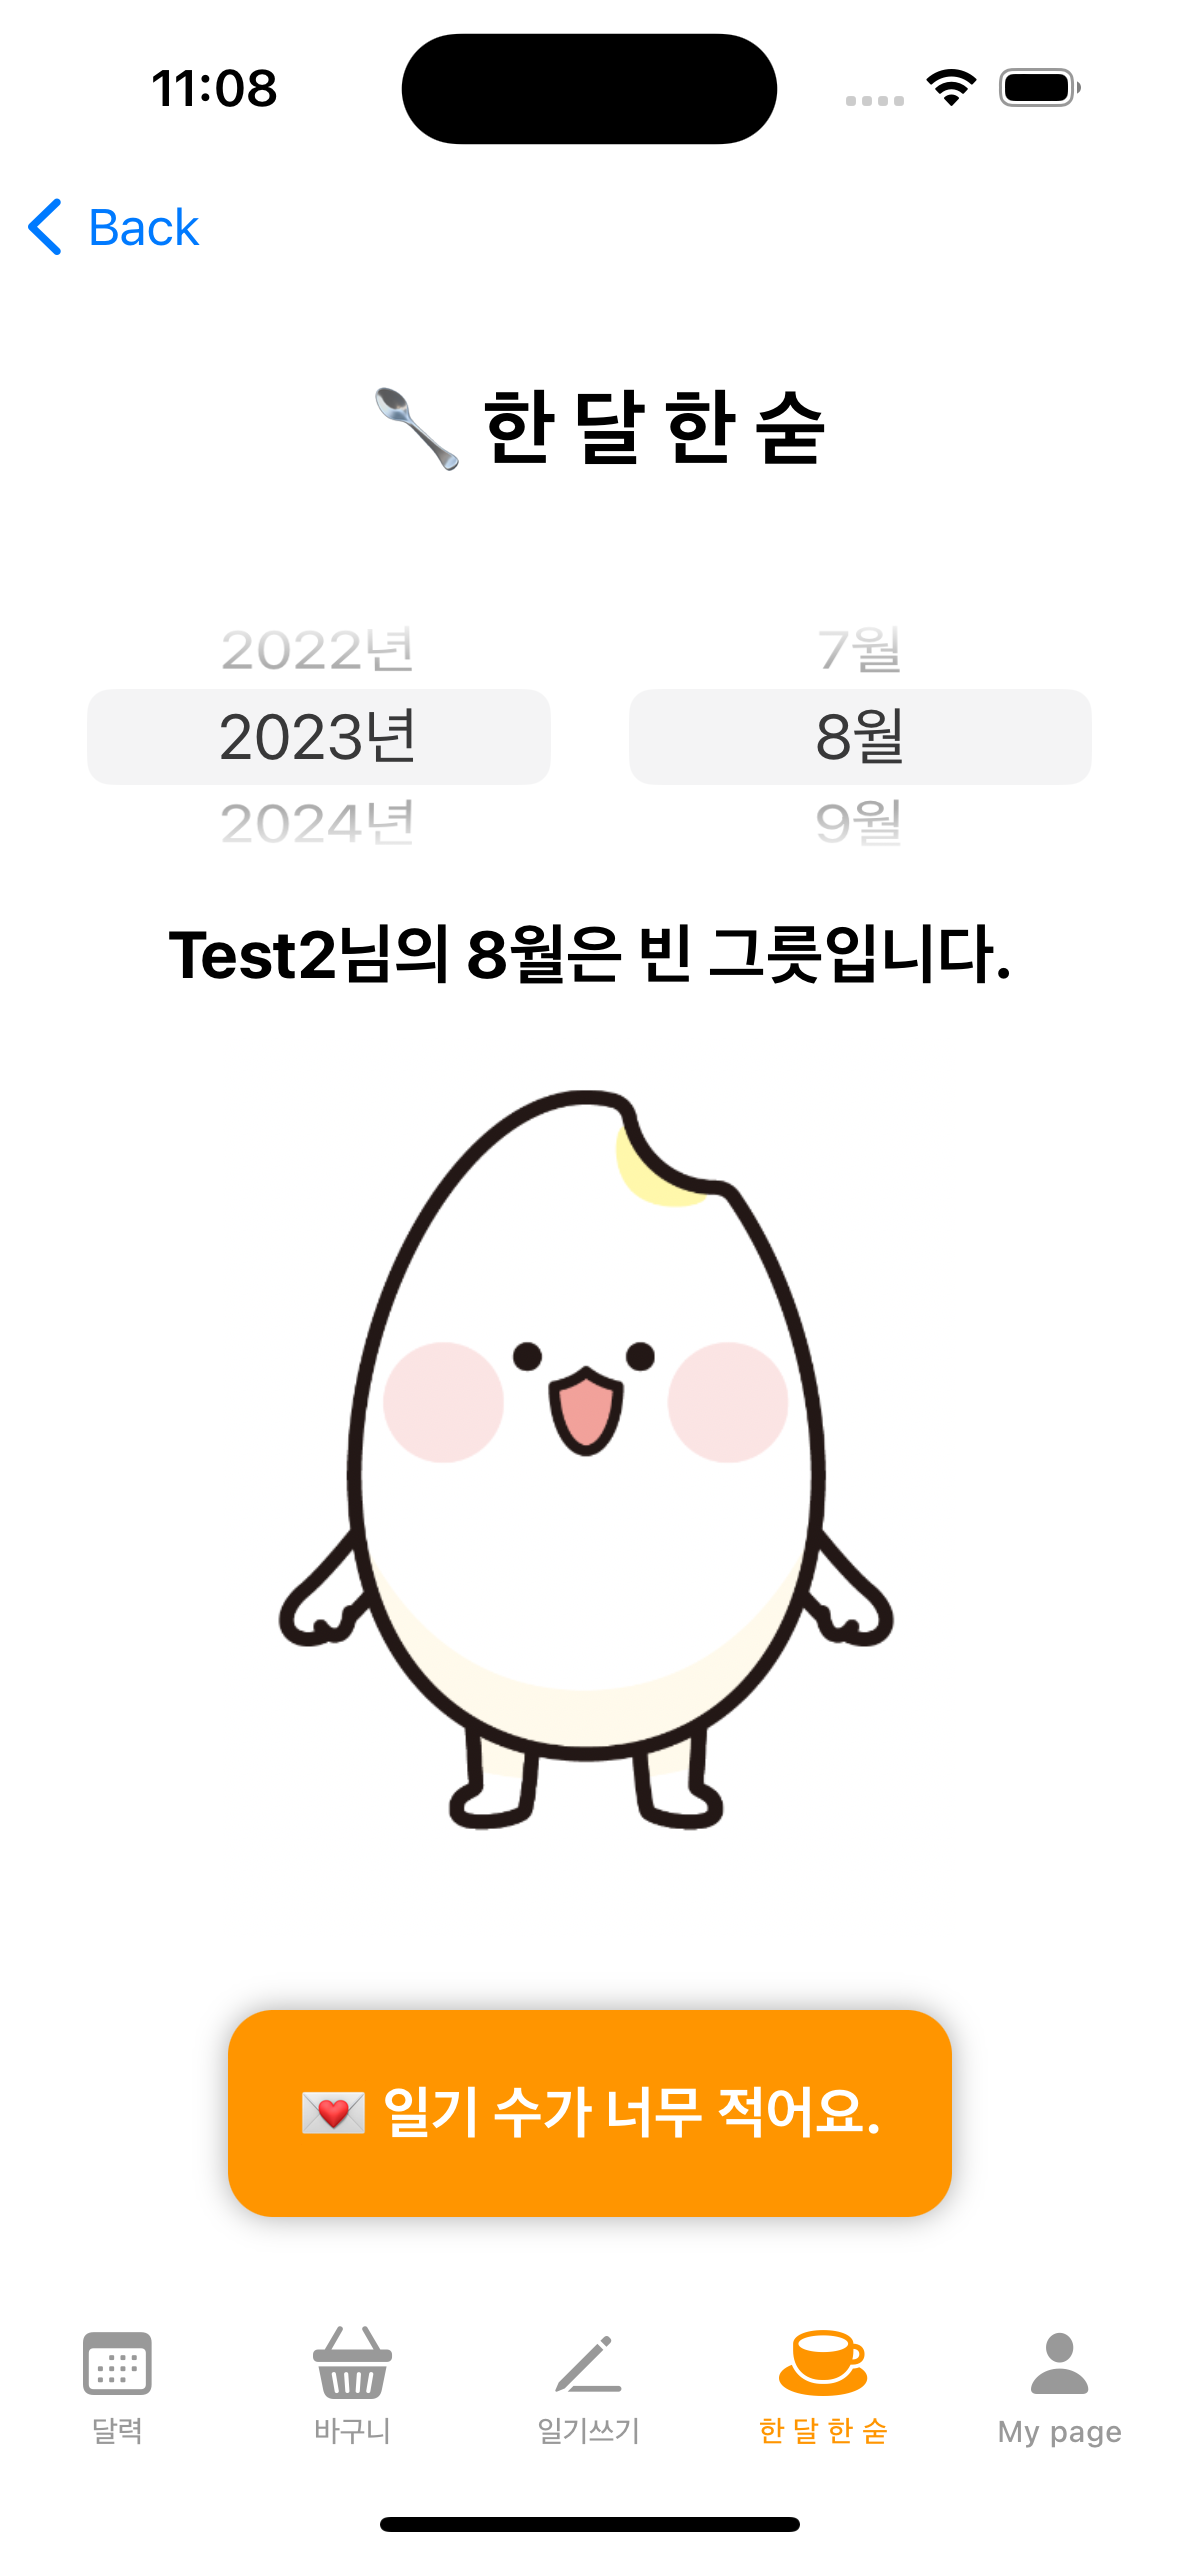 11:08
Back
🥄 한 달 한 숟
2022년 7월
2023년 8월
2024년 9월
Test2님의 8월은 빈 그릇입니다.
💌 일기 수가 너무 적어요.
달력 바구니 일기쓰기 한 달 한 숟 My page